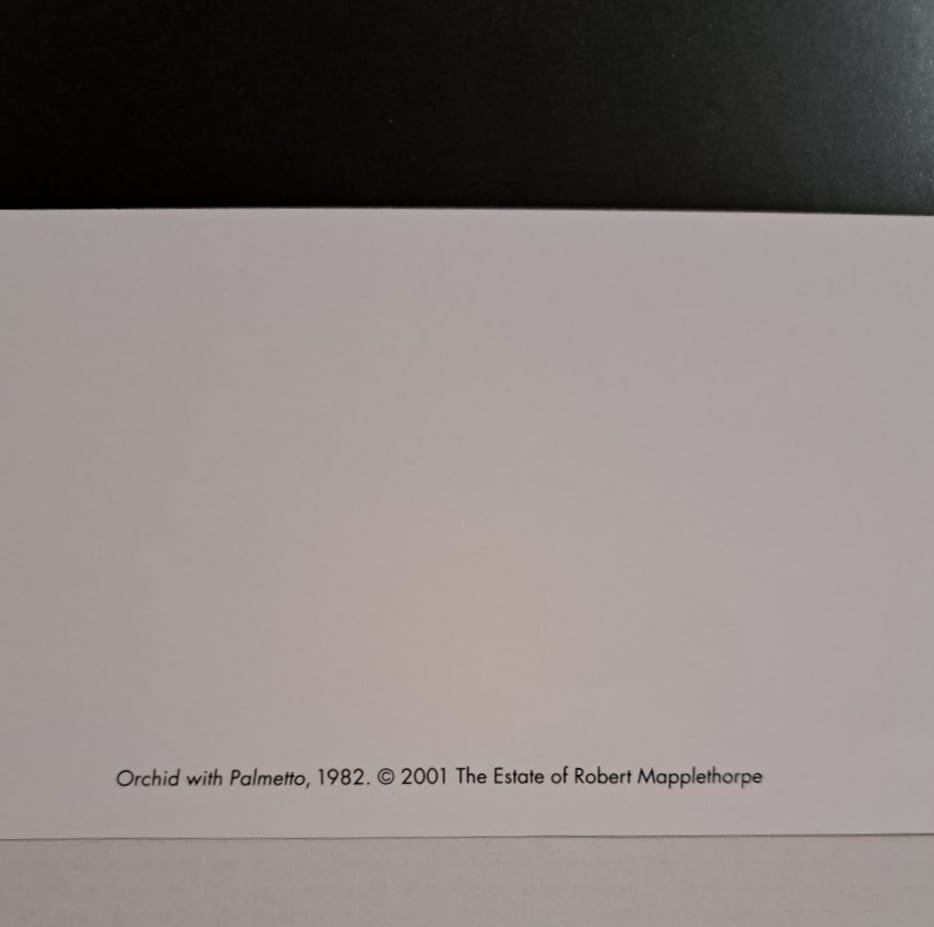 Orchid with Palmetto, 1982. © 2001 The Estate of Robert Mapplethorpe